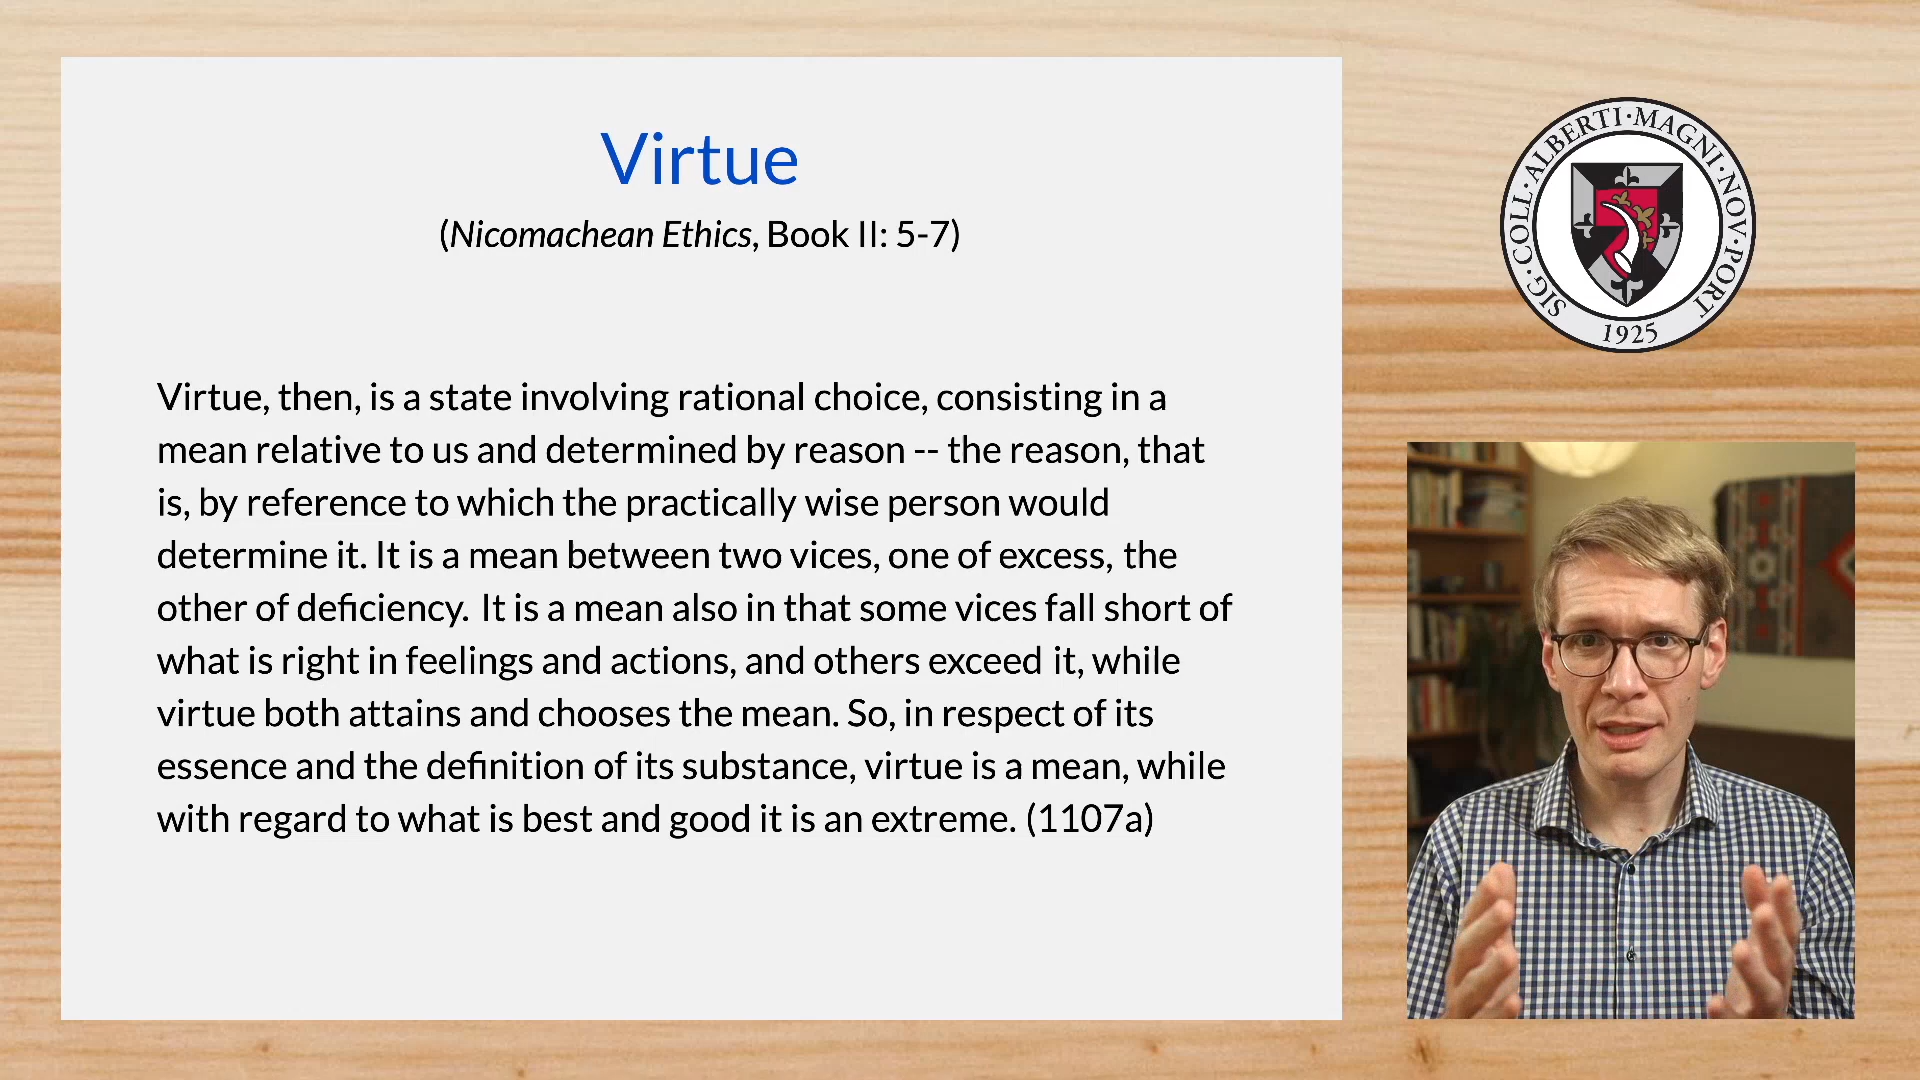 Virtue
(Nicomachean Ethics, Book II: 5-7)
Virtue, then, is a state involving rational choice, consisting in a
mean relative to us and determined by reason -- the reason, that
is, by reference to which the practically wise person would
determine it. It is a mean between two vices, one of excess, the
other of deficiency. It is a mean also in that some vices fall short of
what is right in feelings and actions, and others exceed it, while
virtue both attains and chooses the mean. So, in respect of its
essence and the definition of its substance, virtue is a mean, while
with regard to what is best and good it is an extreme. (1107a)
SIG·COLL·ALBERTI·MAGNI·NOV·PORT
1925